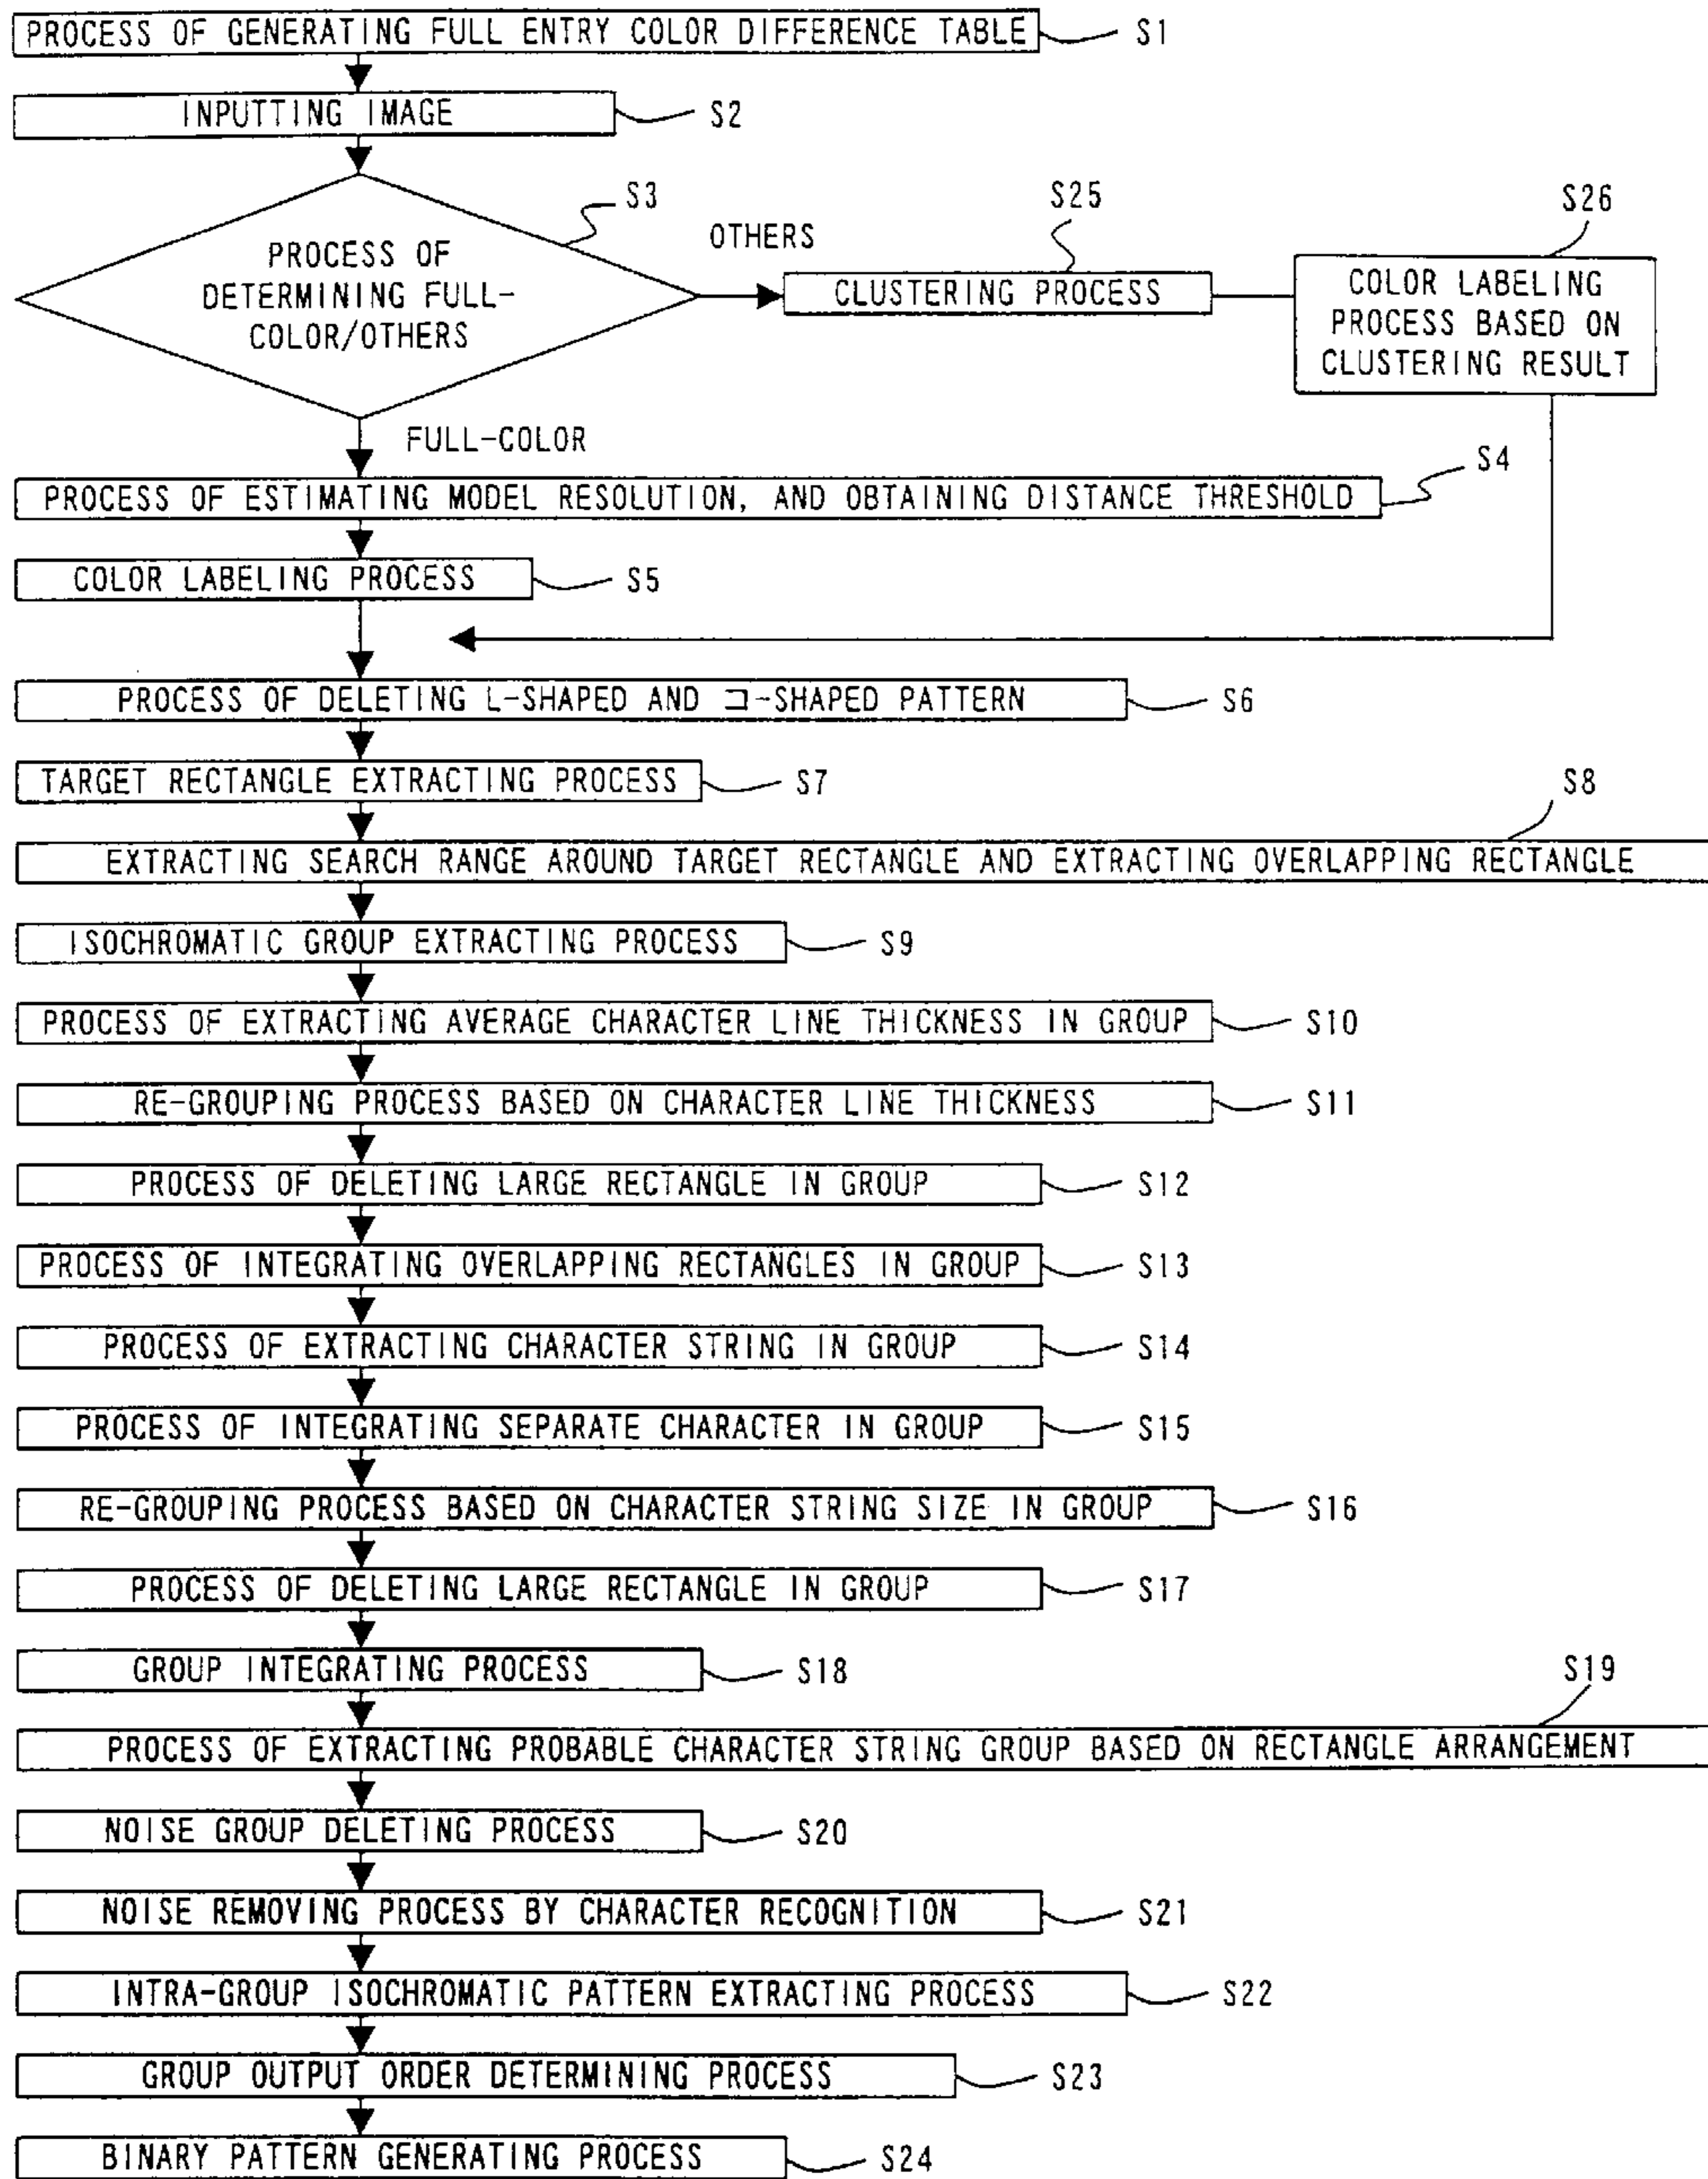 PROCESS OF GENERATING FULL ENTRY COLOR DIFFERENCE TABLE
S1
INPUTTING IMAGE
S2
PROCESS OF
DETERMINING FULL-
COLOR/OTHERS
S3
OTHERS
CLUSTERING PROCESS
S25
COLOR LABELING
PROCESS BASED ON
CLUSTERING RESULT
S26
FULL-COLOR
PROCESS OF ESTIMATING MODEL RESOLUTION, AND OBTAINING DISTANCE THRESHOLD
S4
COLOR LABELING PROCESS
S5
PROCESS OF DELETING L-SHAPED AND コ-SHAPED PATTERN
S6
TARGET RECTANGLE EXTRACTING PROCESS
S7
EXTRACTING SEARCH RANGE AROUND TARGET RECTANGLE AND EXTRACTING OVERLAPPING RECTANGLE
S8
ISOCHROMATIC GROUP EXTRACTING PROCESS
S9
PROCESS OF EXTRACTING AVERAGE CHARACTER LINE THICKNESS IN GROUP
S10
RE-GROUPING PROCESS BASED ON CHARACTER LINE THICKNESS
S11
PROCESS OF DELETING LARGE RECTANGLE IN GROUP
S12
PROCESS OF INTEGRATING OVERLAPPING RECTANGLES IN GROUP
S13
PROCESS OF EXTRACTING CHARACTER STRING IN GROUP
S14
PROCESS OF INTEGRATING SEPARATE CHARACTER IN GROUP
S15
RE-GROUPING PROCESS BASED ON CHARACTER STRING SIZE IN GROUP
S16
PROCESS OF DELETING LARGE RECTANGLE IN GROUP
S17
GROUP INTEGRATING PROCESS
S18
PROCESS OF EXTRACTING PROBABLE CHARACTER STRING GROUP BASED ON RECTANGLE ARRANGEMENT
S19
NOISE GROUP DELETING PROCESS
S20
NOISE REMOVING PROCESS BY CHARACTER RECOGNITION
S21
INTRA-GROUP ISOCHROMATIC PATTERN EXTRACTING PROCESS
S22
GROUP OUTPUT ORDER DETERMINING PROCESS
S23
BINARY PATTERN GENERATING PROCESS
S24